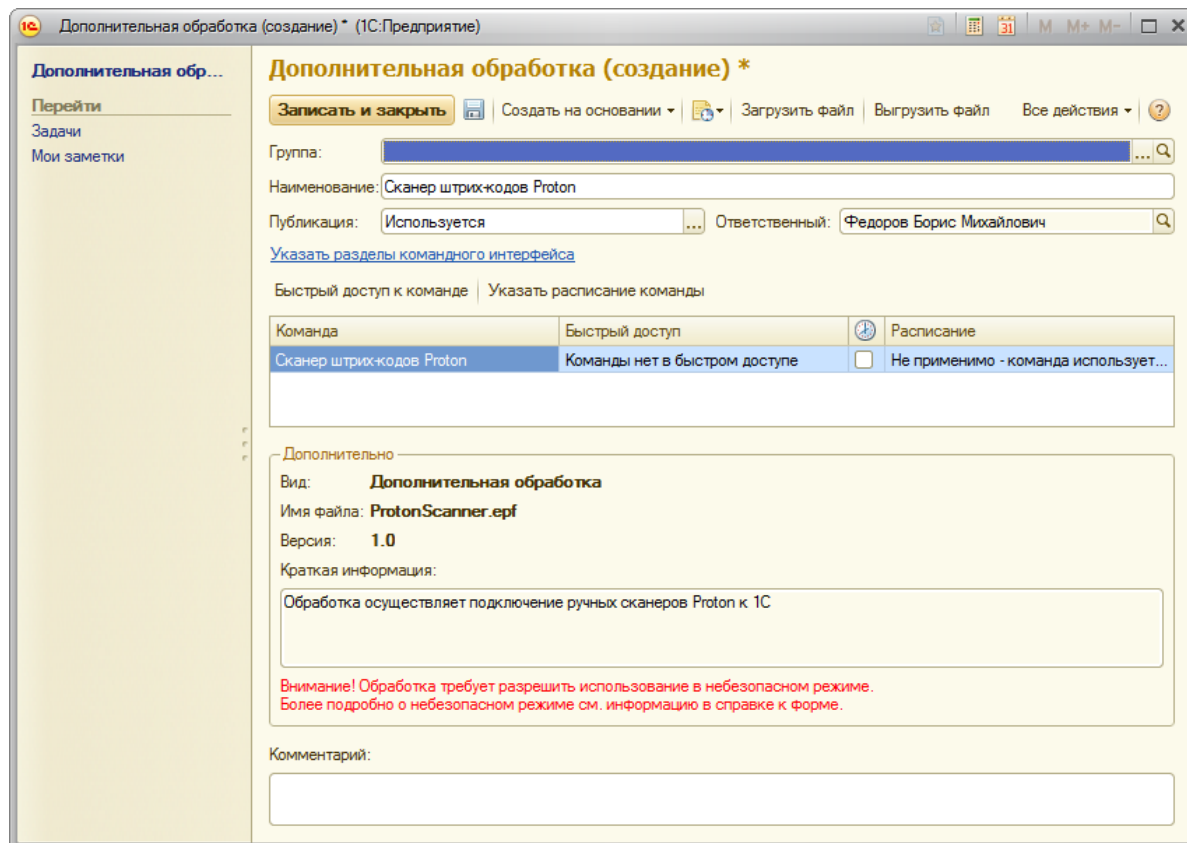 Дополнительная обработка (создание) * (1С:Предприятие)
31 M M+ M-
Дополнительная обр...
Перейти
Задачи
Мои заметки
Дополнительная обработка (создание) *
Записать и закрыть Создать на основании Загрузить файл Выгрузить файл Все действия ?
Группа: ...
Наименование: Сканер штрих-кодов Proton
Публикация: Используется ... Ответственный: Федоров Борис Михайлович
Указать разделы командного интерфейса
Быстрый доступ к команде Указать расписание команды
Команда Быстрый доступ Расписание
Сканер штрих-кодов Proton Команды нет в быстром доступе Не применимо - команда использует...
Дополнительно
Вид: Дополнительная обработка
Имя файла: ProtonScanner.epf
Версия: 1.0
Краткая информация:
Обработка осуществляет подключение ручных сканеров Proton к 1С
Внимание! Обработка требует разрешить использование в небезопасном режиме.
Более подробно о небезопасном режиме см. информацию в справке к форме.
Комментарий: